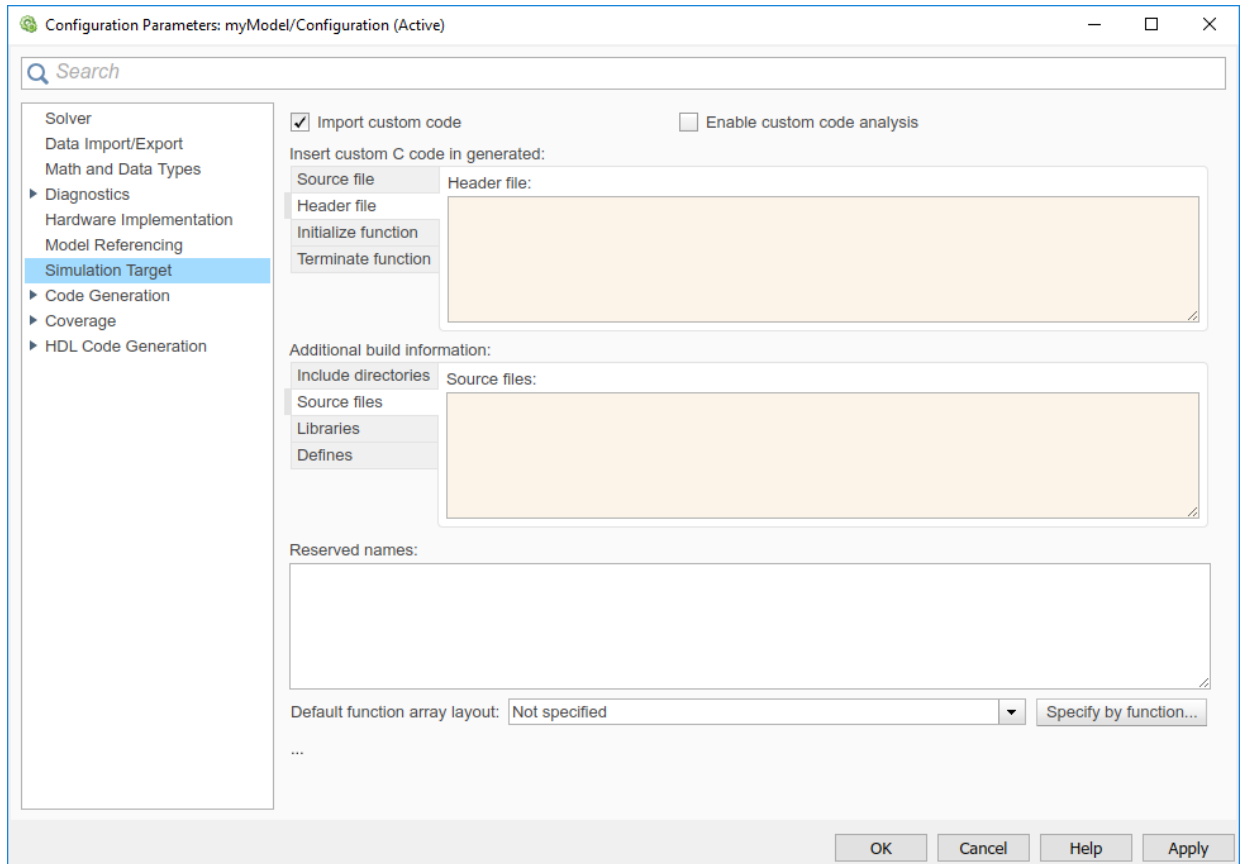 Configuration Parameters: myModel/Configuration (Active)
Search
Solver
Data Import/Export
Math and Data Types
Diagnostics
Hardware Implementation
Model Referencing
Simulation Target
Code Generation
Coverage
HDL Code Generation
Import custom code
Enable custom code analysis
Insert custom C code in generated:
Source file
Header file
Initialize function
Terminate function
Header file:
Additional build information:
Include directories
Source files
Libraries
Defines
Source files:
Reserved names:
Default function array layout: Not specified
Specify by function...
...
OK
Cancel
Help
Apply